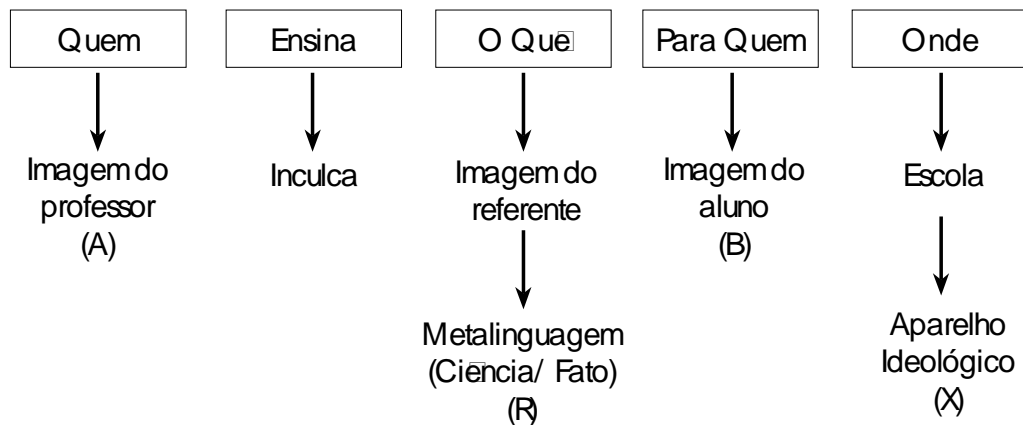 Quem
Ensina
O Quê
Para Quem
Onde
Imagem do
professor
(A)
Inculca
Imagem do
referente
Imagem do
aluno
(B)
Escola
Metalinguagem
(Ciência/ Fato)
(R)
Aparelho
Ideológico
(X)